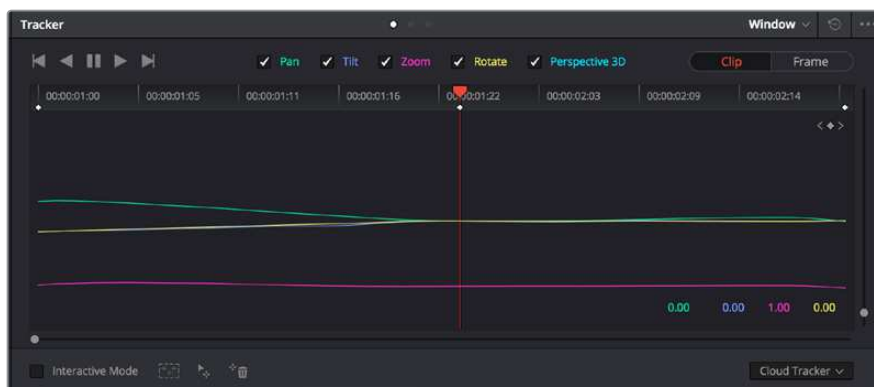 Tracker Window
Pan Tilt Zoom Rotate Perspective 3D Clip Frame
00:00:01:00 00:00:01:05 00:00:01:11 00:00:01:16 00:00:01:22 00:00:02:03 00:00:02:09 00:00:02:14
0.00 0.00 1.00 0.00
Interactive Mode Cloud Tracker